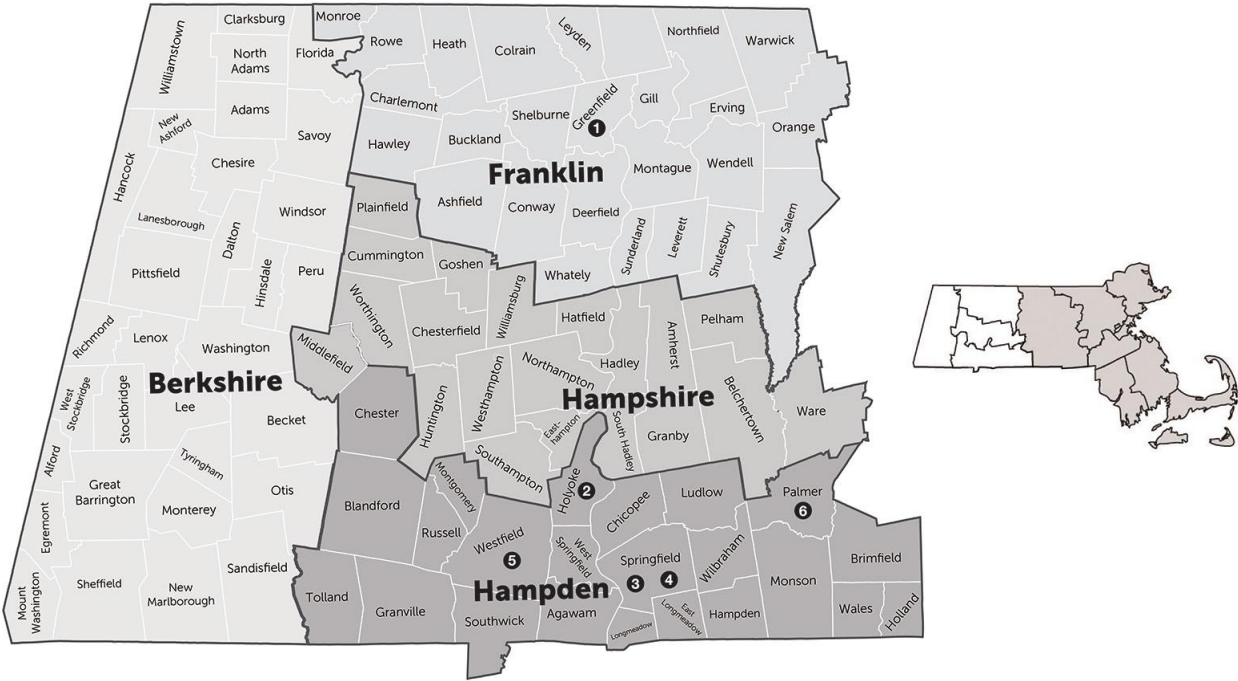 Williamstown
Clarksburg
Monroe
North
Adams
Florida
Rowe
Heath
Colrain
Leyden
Northfield
Warwick
Adams
New
Ashford
Savoy
Charlemont
Shelburne
Greenfield
1
Gill
Erving
Orange
Hancock
Chesire
Hawley
Buckland
Montague
Wendell
Franklin
Lanesborough
Dalton
Windsor
Plainfield
Ashfield
Conway
Deerfield
Sunderland
Leverett
Shutesbury
New Salem
Pittsfield
Hinsdale
Peru
Cummington
Goshen
Whately
Richmond
Lenox
Washington
Middlefield
Worthington
Chesterfield
Williamsburg
Hatfield
Hadley
Amherst
Pelham
Berkshire
West
Stockbridge
Stockbridge
Lee
Becket
Chester
Huntington
Westhampton
Northampton
Hampshire
East-
hampton
South Hadley
Granby
Belchertown
Ware
Alford
Great
Barrington
Tyringham
Monterey
Otis
Blandford
Montgomery
Southampton
Holyoke
2
Chicopee
Ludlow
Palmer
6
Egremont
Russell
Westfield
5
West
Springfield
Springfield
3
4
Wilbraham
Monson
Brimfield
Mount
Washington
Sheffield
New
Marlborough
Sandisfield
Tolland
Granville
Hampden
Southwick
Agawam
Longmeadow
East
Longmeadow
Hampden
Wales
Holland